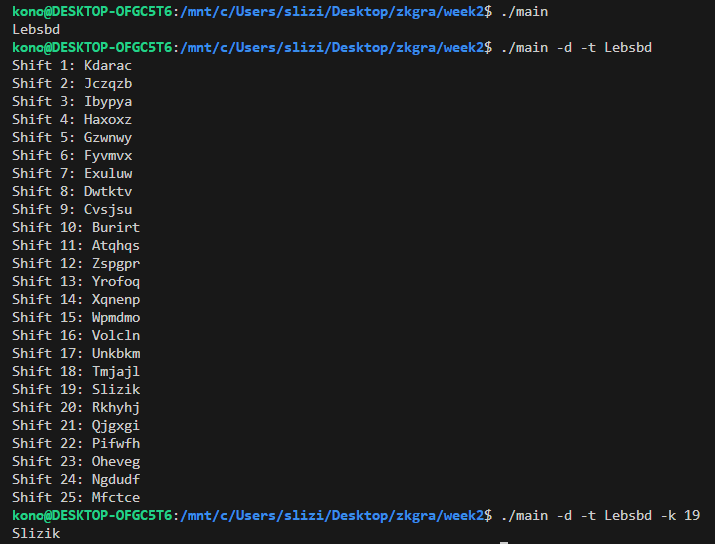 kono@DESKTOP-OFGC5T6:/mnt/c/Users/slizi/Desktop/zkgra/week2$ ./main
Lebsbd
kono@DESKTOP-OFGC5T6:/mnt/c/Users/slizi/Desktop/zkgra/week2$ ./main -d -t Lebsbd
Shift 1: Kdarac
Shift 2: Jczqzb
Shift 3: Ibypya
Shift 4: Haxoxz
Shift 5: Gzwnwy
Shift 6: Fyvmvx
Shift 7: Exuluw
Shift 8: Dwtktv
Shift 9: Cvsjsu
Shift 10: Burirt
Shift 11: Atqhqs
Shift 12: Zspgpr
Shift 13: Yrofoq
Shift 14: Xqnenp
Shift 15: Wpmdmo
Shift 16: Volcln
Shift 17: Unkbkm
Shift 18: Tmjajl
Shift 19: Slizik
Shift 20: Rkhyhj
Shift 21: Qjgxgi
Shift 22: Pifwfh
Shift 23: Oheveg
Shift 24: Ngdudf
Shift 25: Mfctce
kono@DESKTOP-OFGC5T6:/mnt/c/Users/slizi/Desktop/zkgra/week2$ ./main -d -t Lebsbd -k 19
Slizik